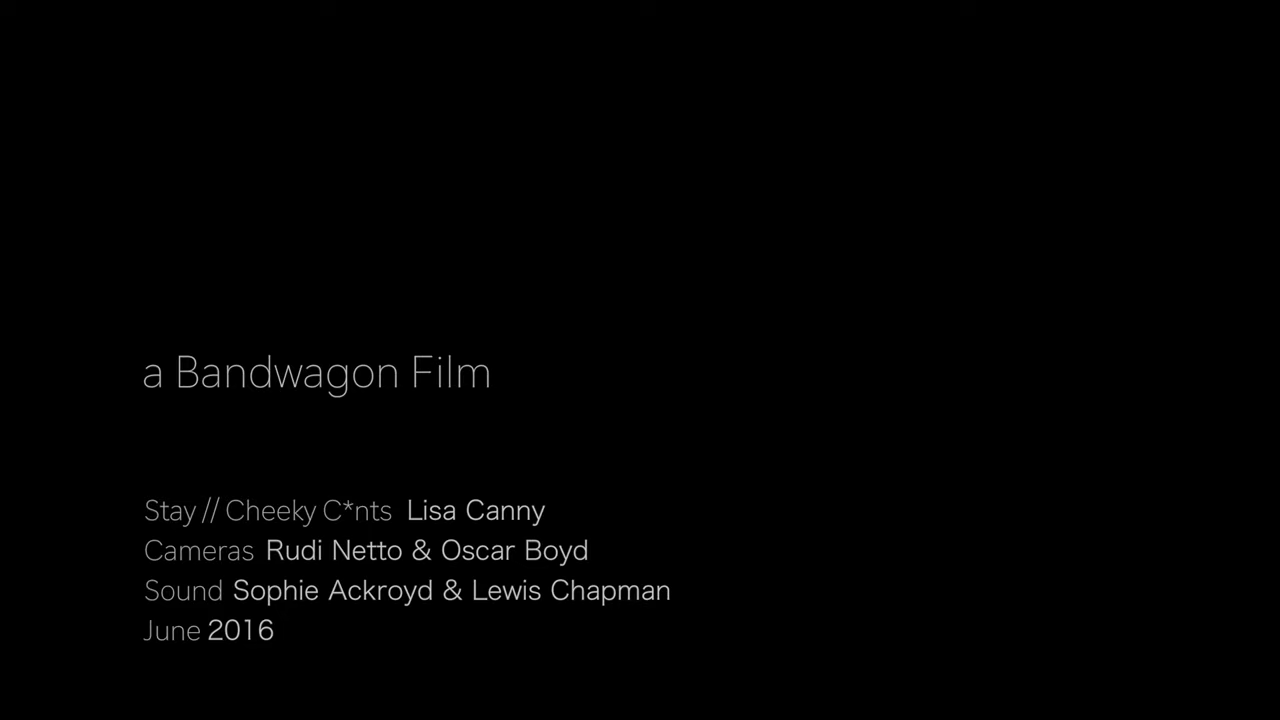 a Bandwagon Film
Stay // Cheeky C*nts Lisa Canny
Cameras Rudi Netto & Oscar Boyd
Sound Sophie Ackroyd & Lewis Chapman
June 2016